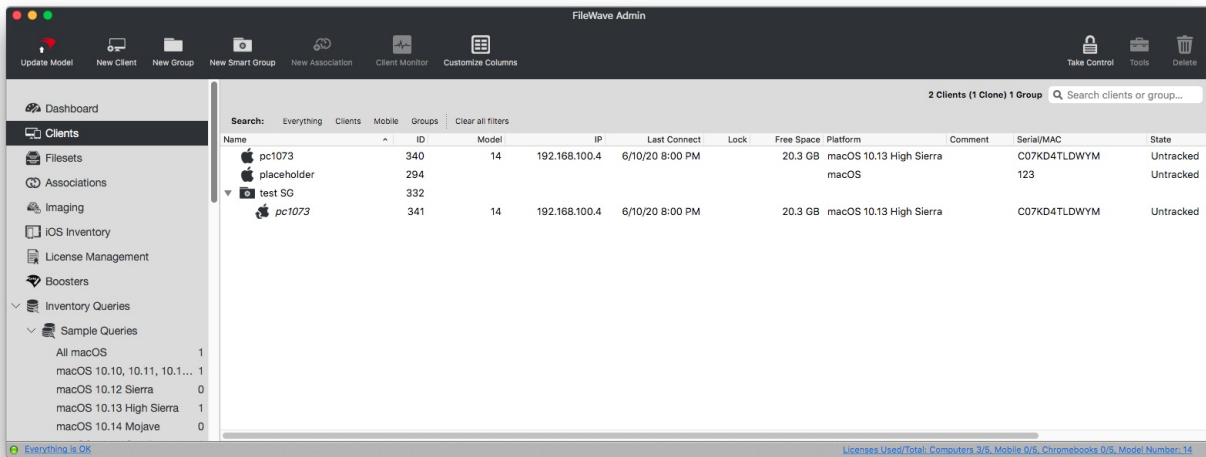 FileWave Admin
Update Model New Client New Group New Smart Group New Association Client Monitor Customize Columns Take Control Tools Delete
2 Clients (1 Clone) 1 Group Search clients or group...
Dashboard
Clients
Filesets
Associations
Imaging
iOS Inventory
License Management
Boosters
Inventory Queries
Sample Queries
All macOS 1
macOS 10.10, 10.11, 10.1... 1
macOS 10.12 Sierra 0
macOS 10.13 High Sierra 1
macOS 10.14 Mojave 0
Search: Everything Clients Mobile Groups Clear all filters
Name ID Model IP Last Connect Lock Free Space Platform Comment Serial/MAC State
pc1073 340 14 192.168.100.4 6/10/20 8:00 PM 20.3 GB macOS 10.13 High Sierra C07KD4TLDWYM Untracked
placeholder 294 macOS 123 Untracked
test SG 332
pc1073 341 14 192.168.100.4 6/10/20 8:00 PM 20.3 GB macOS 10.13 High Sierra C07KD4TLDWYM Untracked
Everything is OK
Licenses Used/Total: Computers 3/5, Mobile 0/5, Chromebooks 0/5, Model Number: 14